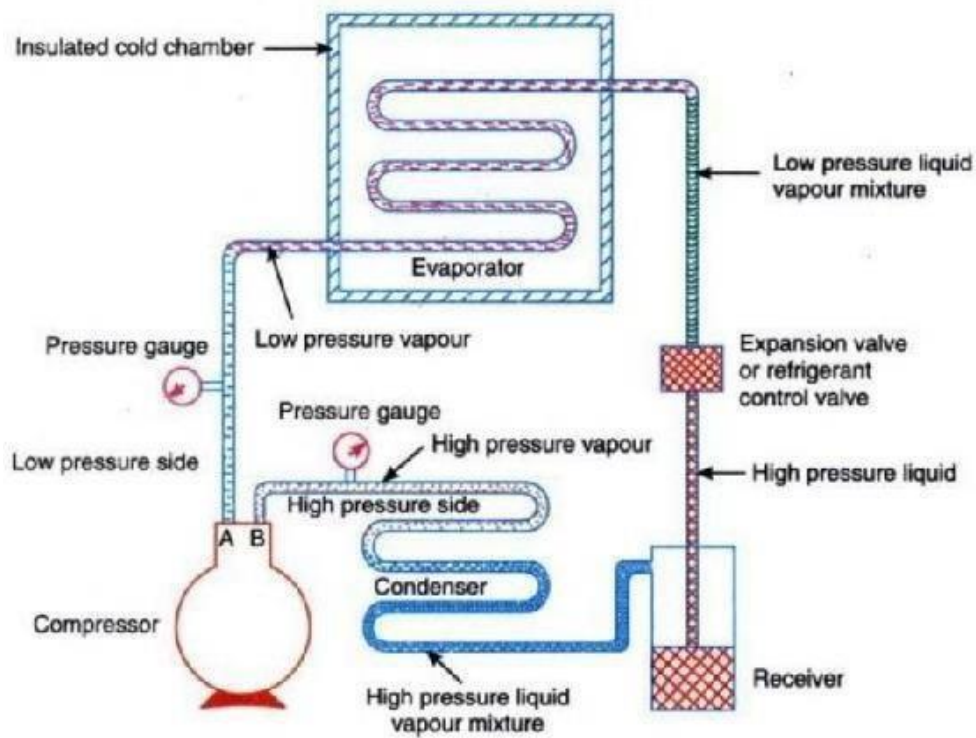 Insulated cold chamber
Low pressure liquid
vapour mixture
Evaporator
Low pressure vapour
Pressure gauge
Expansion valve
or refrigerant
control valve
Pressure gauge
High pressure vapour
Low pressure side
High pressure liquid
High pressure side
A B
Condenser
Compressor
Receiver
High pressure liquid
vapour mixture